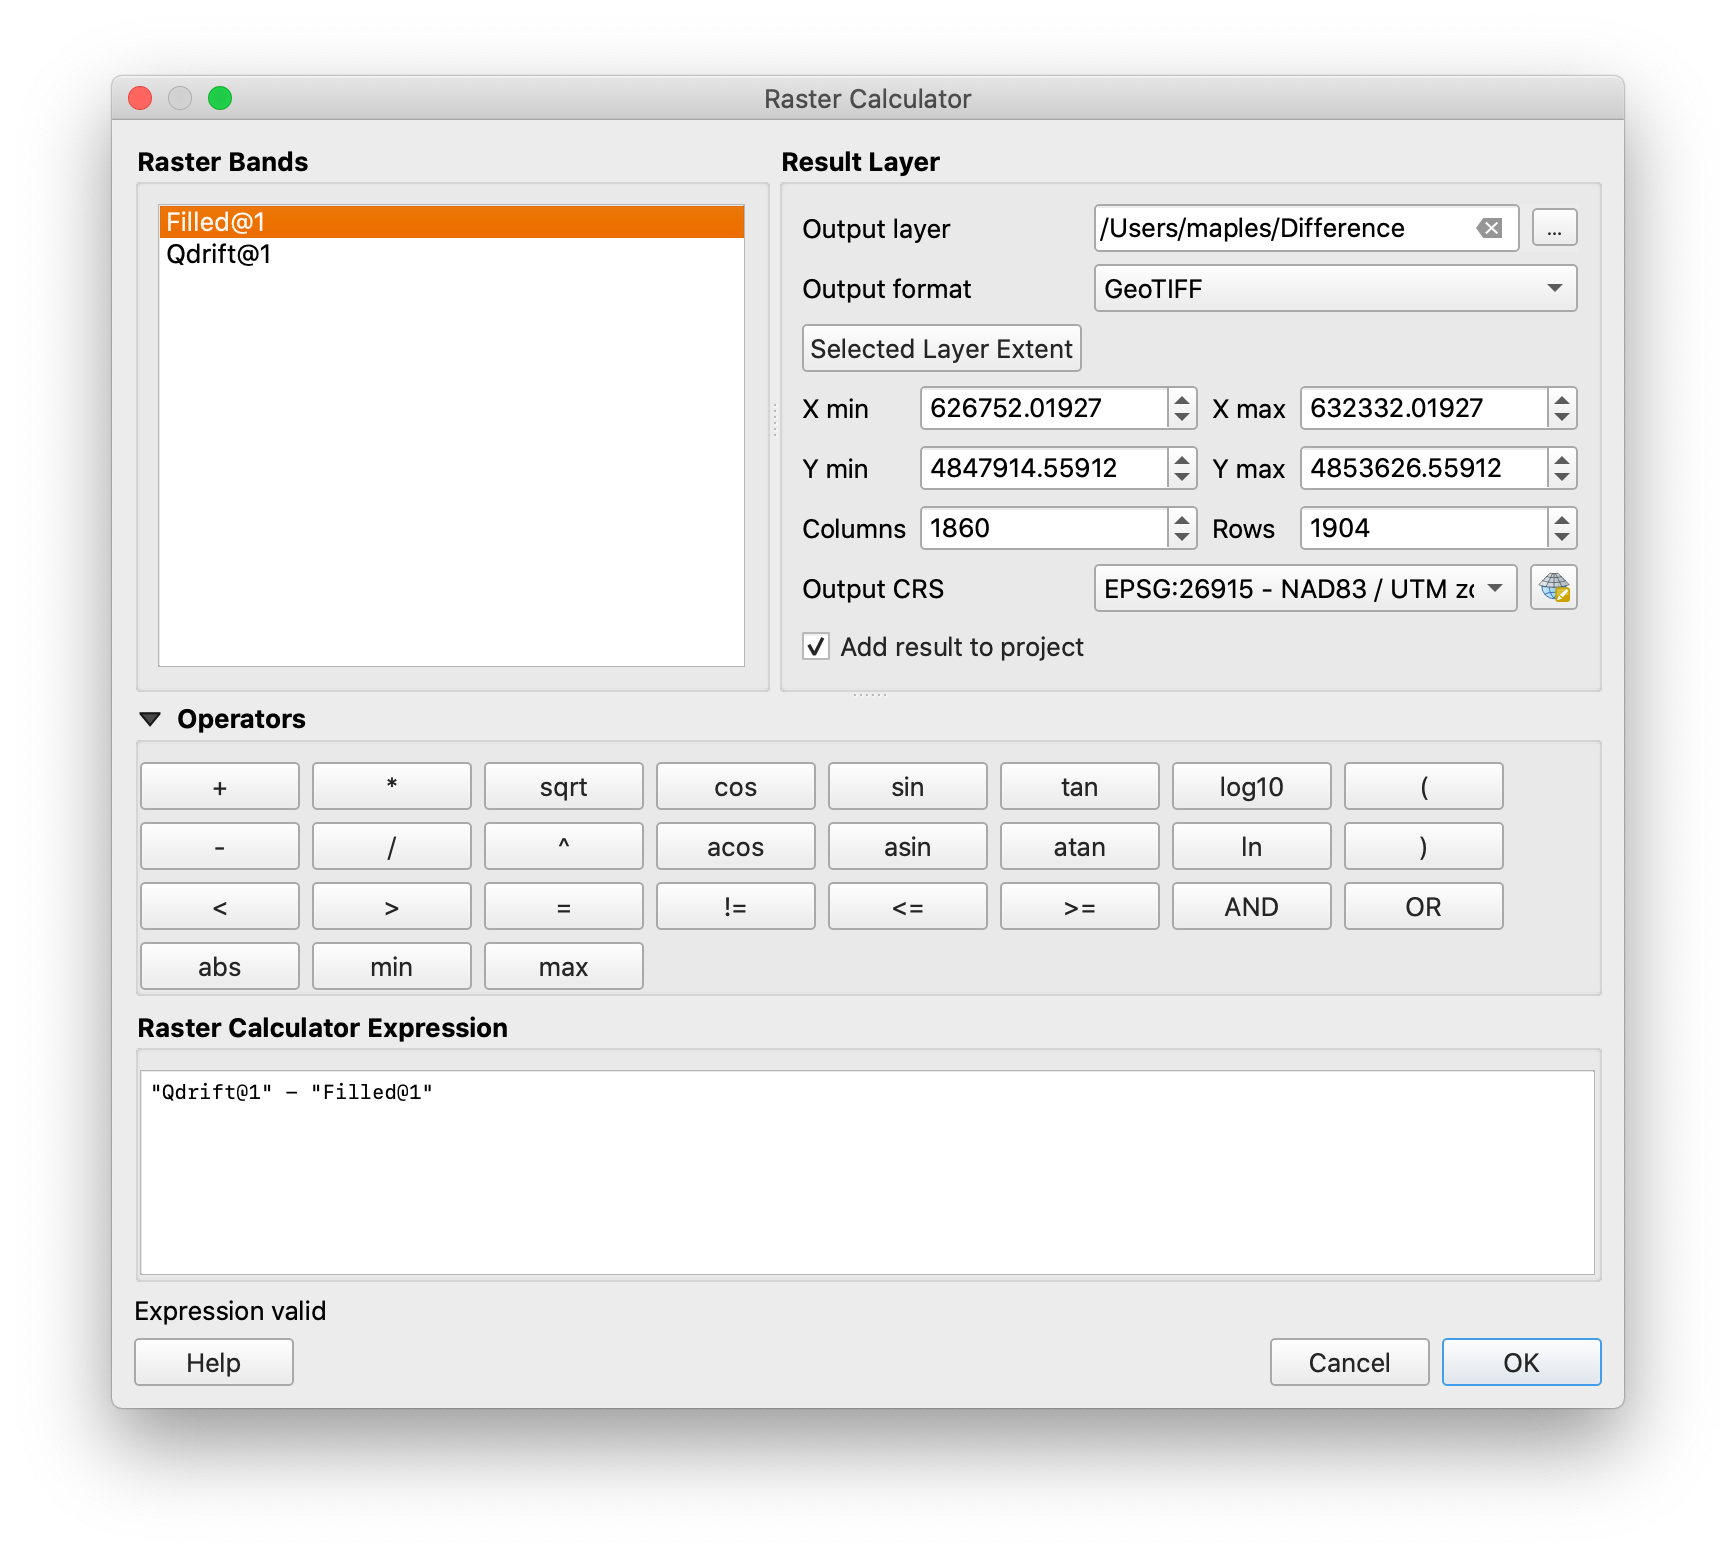 Raster Calculator
Raster Bands
Filled@1
Qdrift@1
Result Layer
Output layer /Users/maples/Difference ...
Output format GeoTIFF
Selected Layer Extent
X min 626752.01927 X max 632332.01927
Y min 4847914.55912 Y max 4853626.55912
Columns 1860 Rows 1904
Output CRS EPSG:26915 - NAD83 / UTM zo
Add result to project
Operators
+ * sqrt cos sin tan log10 (
- / ^ acos asin atan ln )
< > = != <= >= AND OR
abs min max
Raster Calculator Expression
"Qdrift@1" − "Filled@1"
Expression valid
Help Cancel OK